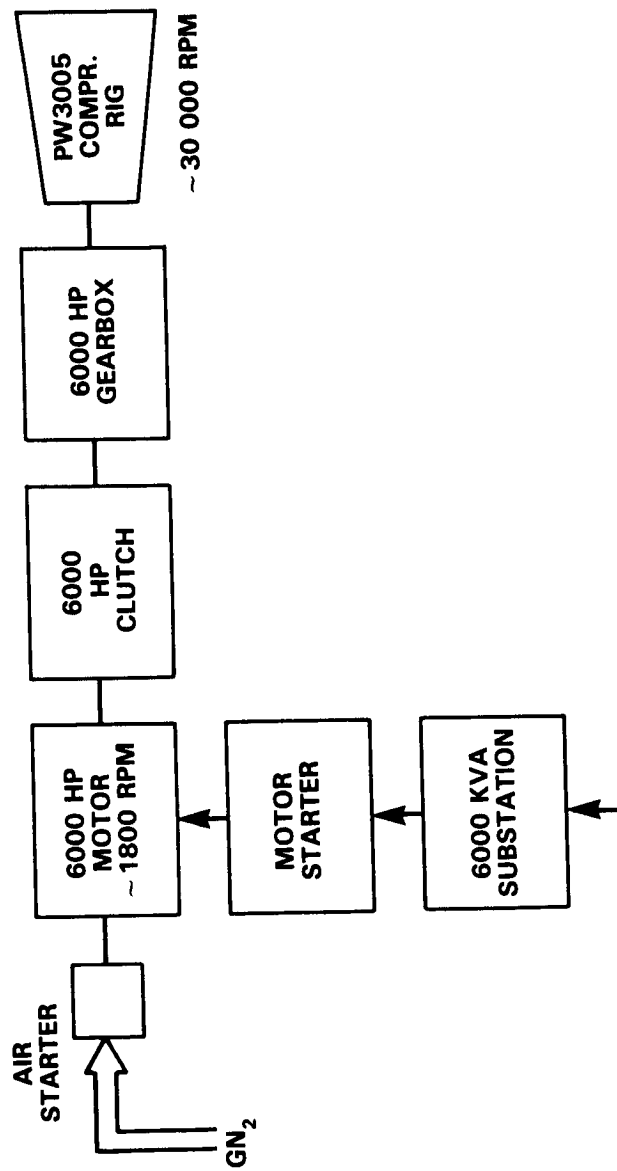 AIR
STARTER
GN2
6000 HP
MOTOR
~1800 RPM
6000
HP
CLUTCH
6000 HP
GEARBOX
PW3005
COMPR.
RIG
~30 000 RPM
MOTOR
STARTER
6000 KVA
SUBSTATION